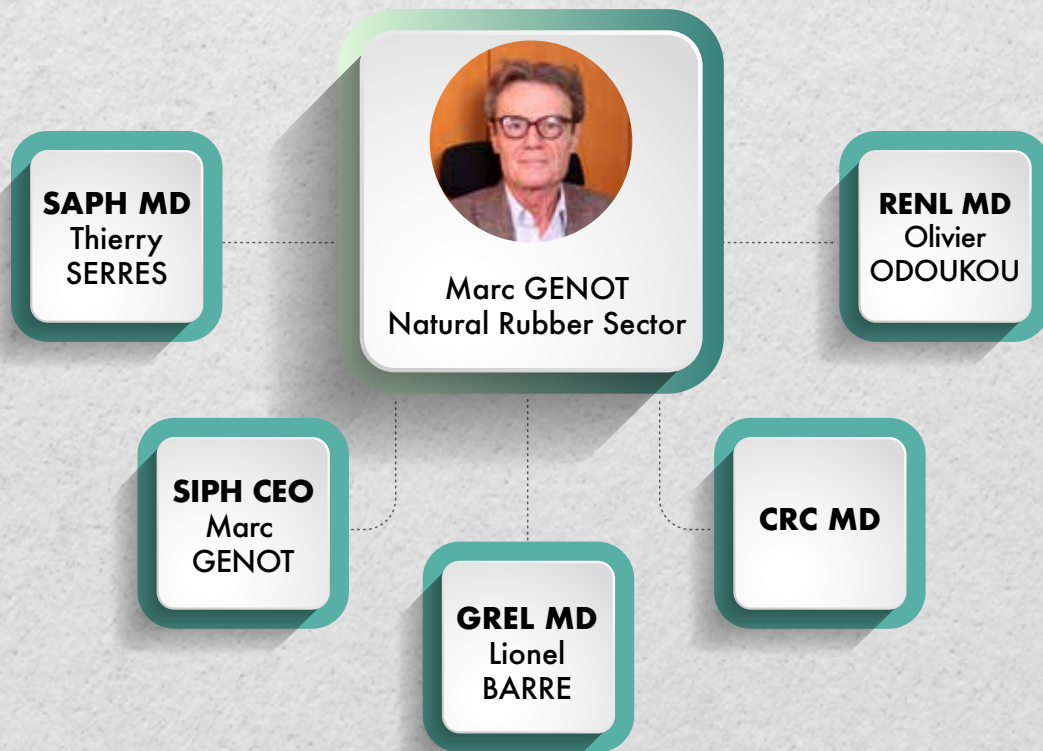 Marc GENOT
Natural Rubber Sector
SAPH MD
Thierry
SERRES
RENL MD
Olivier
ODOUKOU
SIPH CEO
Marc
GENOT
CRC MD
GREL MD
Lionel
BARRE